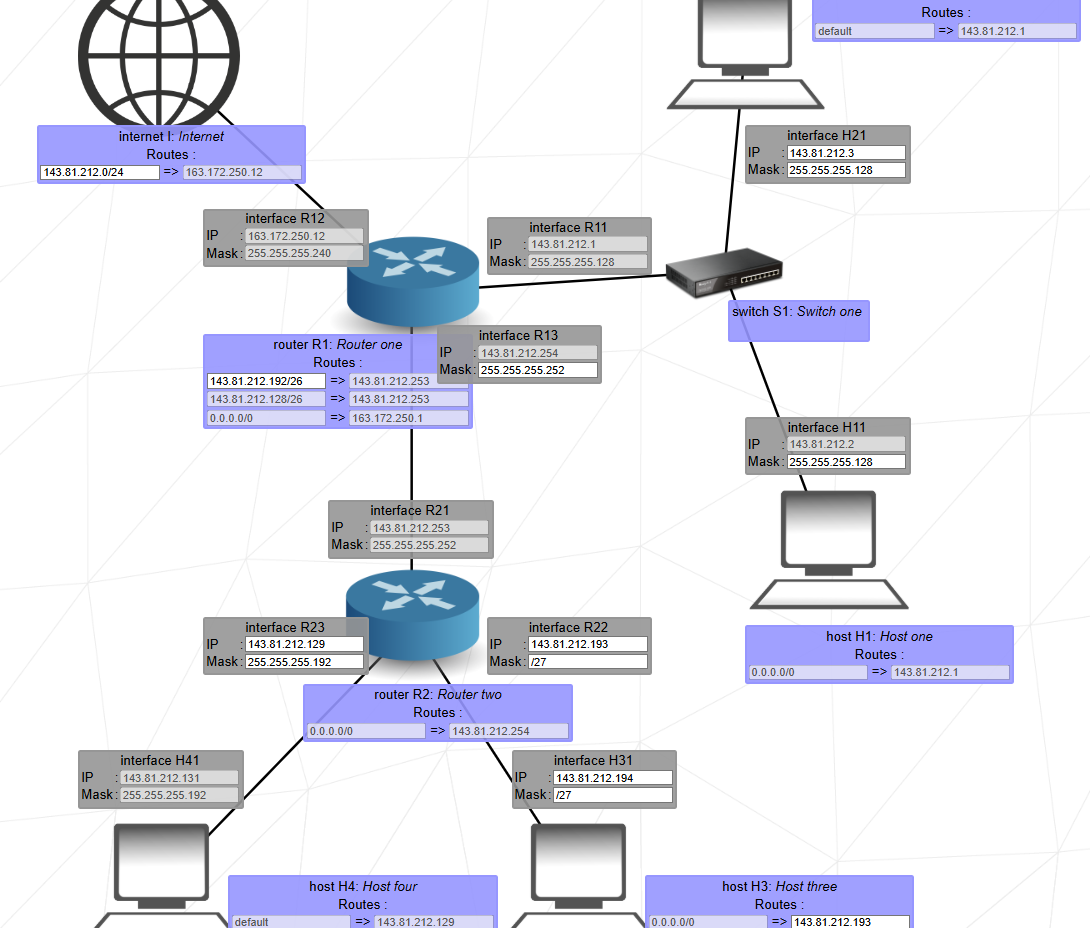 Routes :
default => 143.81.212.1
internet I: Internet
Routes :
143.81.212.0/24 => 163.172.250.12
interface H21
IP : 143.81.212.3
Mask : 255.255.255.128
interface R12
IP : 163.172.250.12
Mask : 255.255.255.240
interface R11
IP : 143.81.212.1
Mask : 255.255.255.128
switch S1: Switch one
interface R13
IP : 143.81.212.254
Mask : 255.255.255.252
router R1: Router one
Routes :
143.81.212.192/26 => 143.81.212.253
143.81.212.128/26 => 143.81.212.253
0.0.0.0/0 => 163.172.250.1
interface H11
IP : 143.81.212.2
Mask : 255.255.255.128
interface R21
IP : 143.81.212.253
Mask : 255.255.255.252
interface R23
IP : 143.81.212.129
Mask : 255.255.255.192
interface R22
IP : 143.81.212.193
Mask : /27
host H1: Host one
Routes :
0.0.0.0/0 => 143.81.212.1
router R2: Router two
Routes :
0.0.0.0/0 => 143.81.212.254
interface H41
IP : 143.81.212.131
Mask : 255.255.255.192
interface H31
IP : 143.81.212.194
Mask : /27
host H4: Host four
Routes :
default => 143.81.212.129
host H3: Host three
Routes :
0.0.0.0/0 => 143.81.212.193